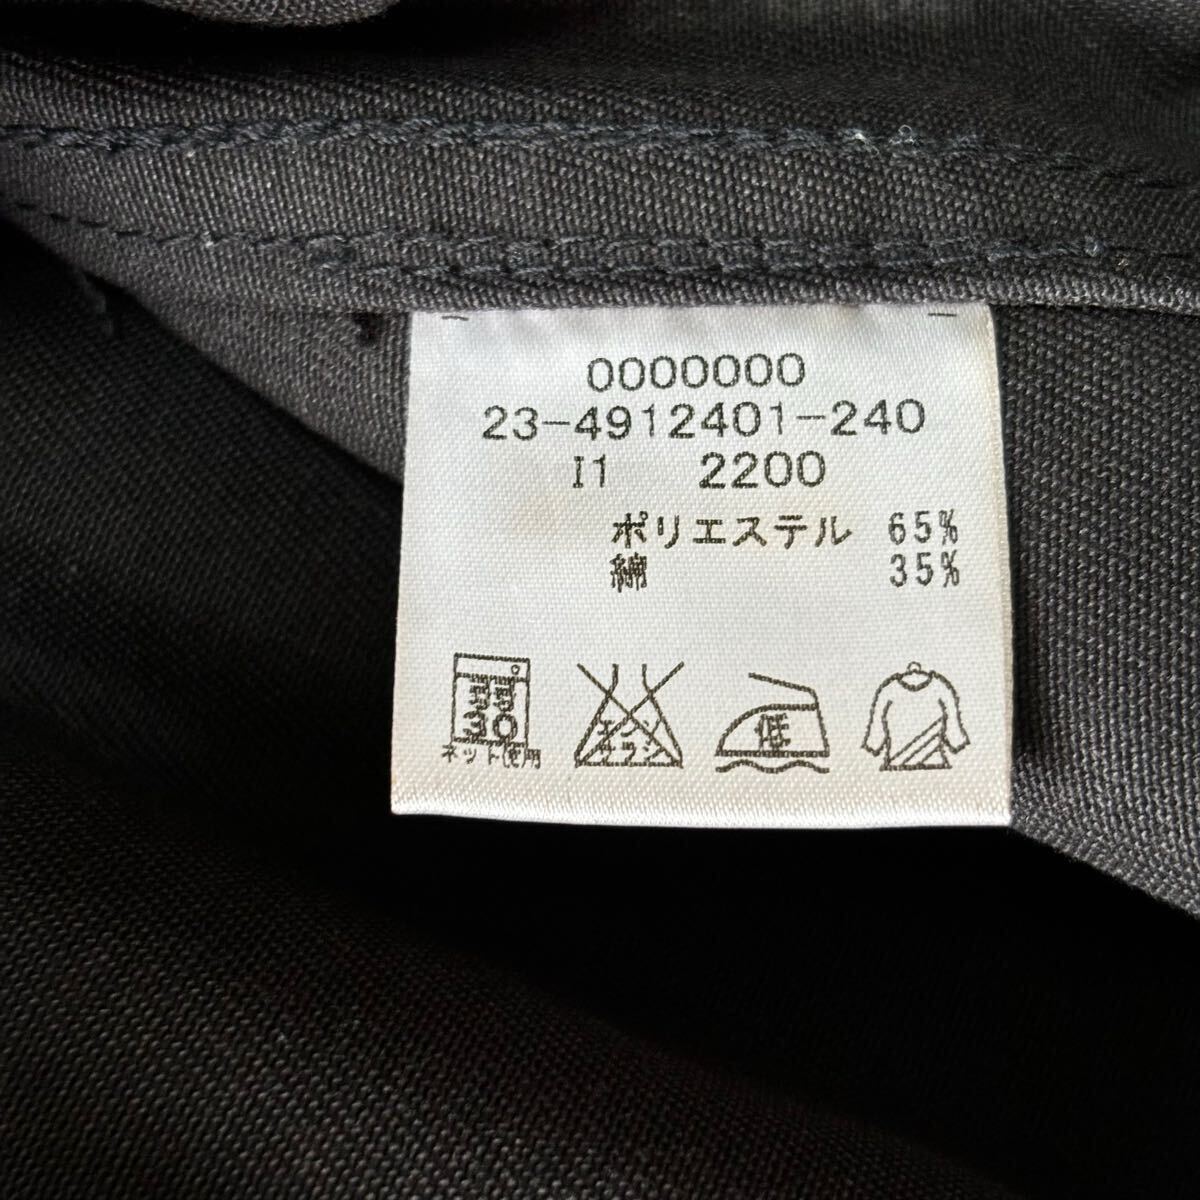 0000000
23-4912401-240
I1 2200
ポリエステル 65%
綿 35%
弱
30
ネット使用
エンソ
サラシ
低